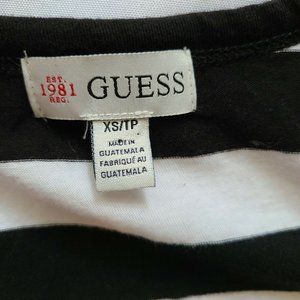 EST.
1981
REG.
GUESS
XS/TP
MADE IN
GUATEMALA
FABRIQUÉ AU
GUATEMALA